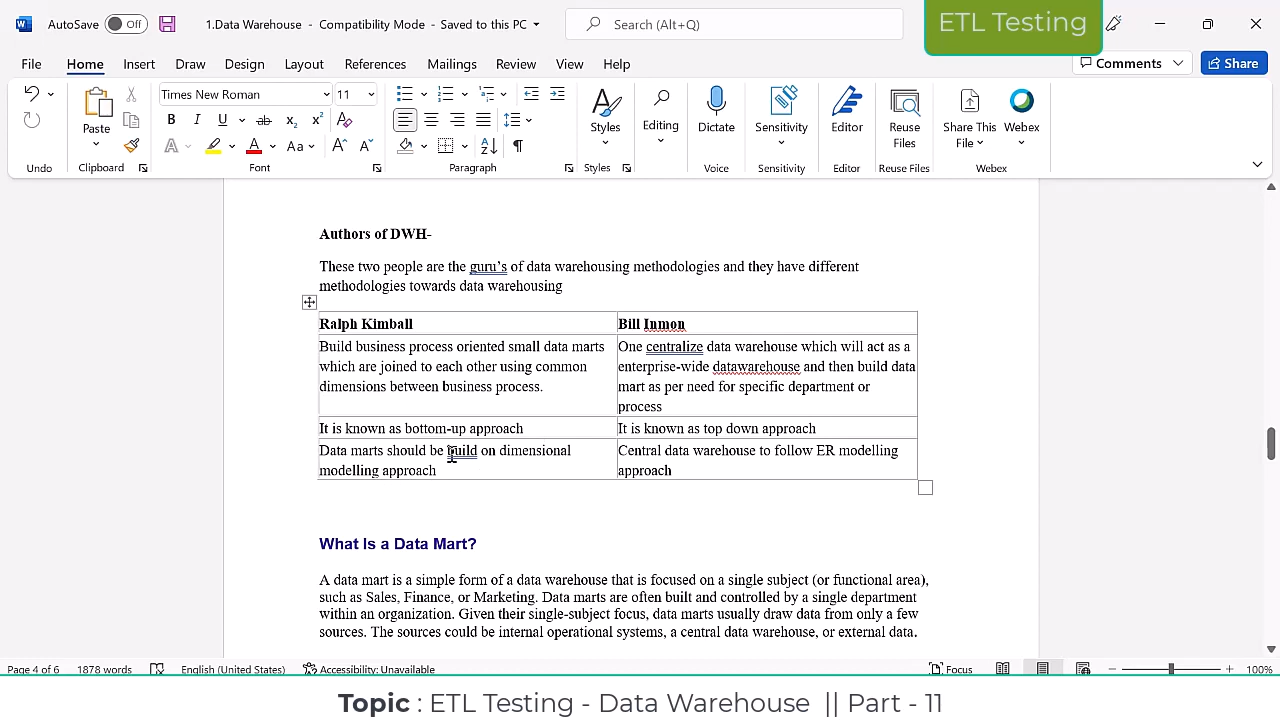 AutoSave Off 1.Data Warehouse - Compatibility Mode - Saved to this PC Search (Alt+Q) ETL Testing
File Home Insert Draw Design Layout References Mailings Review View Help Comments Share
Times New Roman 11
Paste Styles Editing Dictate Sensitivity Editor Reuse Files Share This File Webex
Undo Clipboard Font Paragraph Styles Voice Sensitivity Editor Reuse Files Webex
Authors of DWH-
These two people are the guru's of data warehousing methodologies and they have different
methodologies towards data warehousing
Ralph Kimball
Build business process oriented small data marts
which are joined to each other using common
dimensions between business process.
Bill Inmon
One centralize data warehouse which will act as a
enterprise-wide datawarehouse and then build data
mart as per need for specific department or
process
It is known as bottom-up approach
It is known as top down approach
Data marts should be build on dimensional
modelling approach
Central data warehouse to follow ER modelling
approach
What Is a Data Mart?
A data mart is a simple form of a data warehouse that is focused on a single subject (or functional area),
such as Sales, Finance, or Marketing. Data marts are often built and controlled by a single department
within an organization. Given their single-subject focus, data marts usually draw data from only a few
sources. The sources could be internal operational systems, a central data warehouse, or external data.
Page 4 of 6 1878 words English (United States) Accessibility: Unavailable Focus 100%
Topic : ETL Testing - Data Warehouse || Part - 11